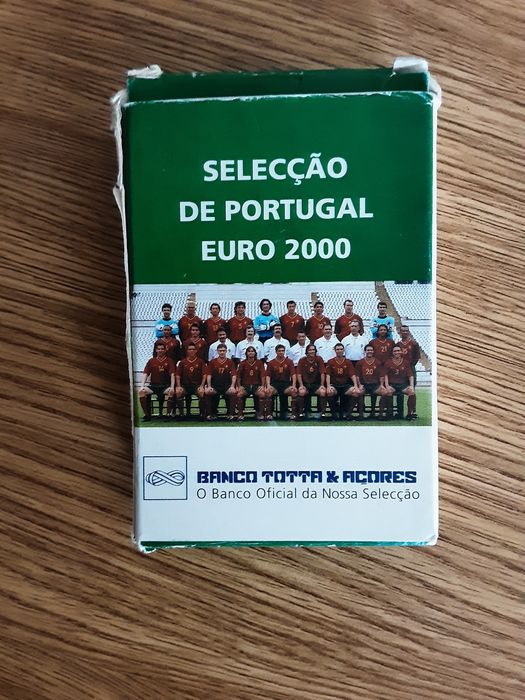 SELECÇÃO
DE PORTUGAL
EURO 2000
BANCO TOTTA & AÇORES
O Banco Oficial da Nossa Selecção